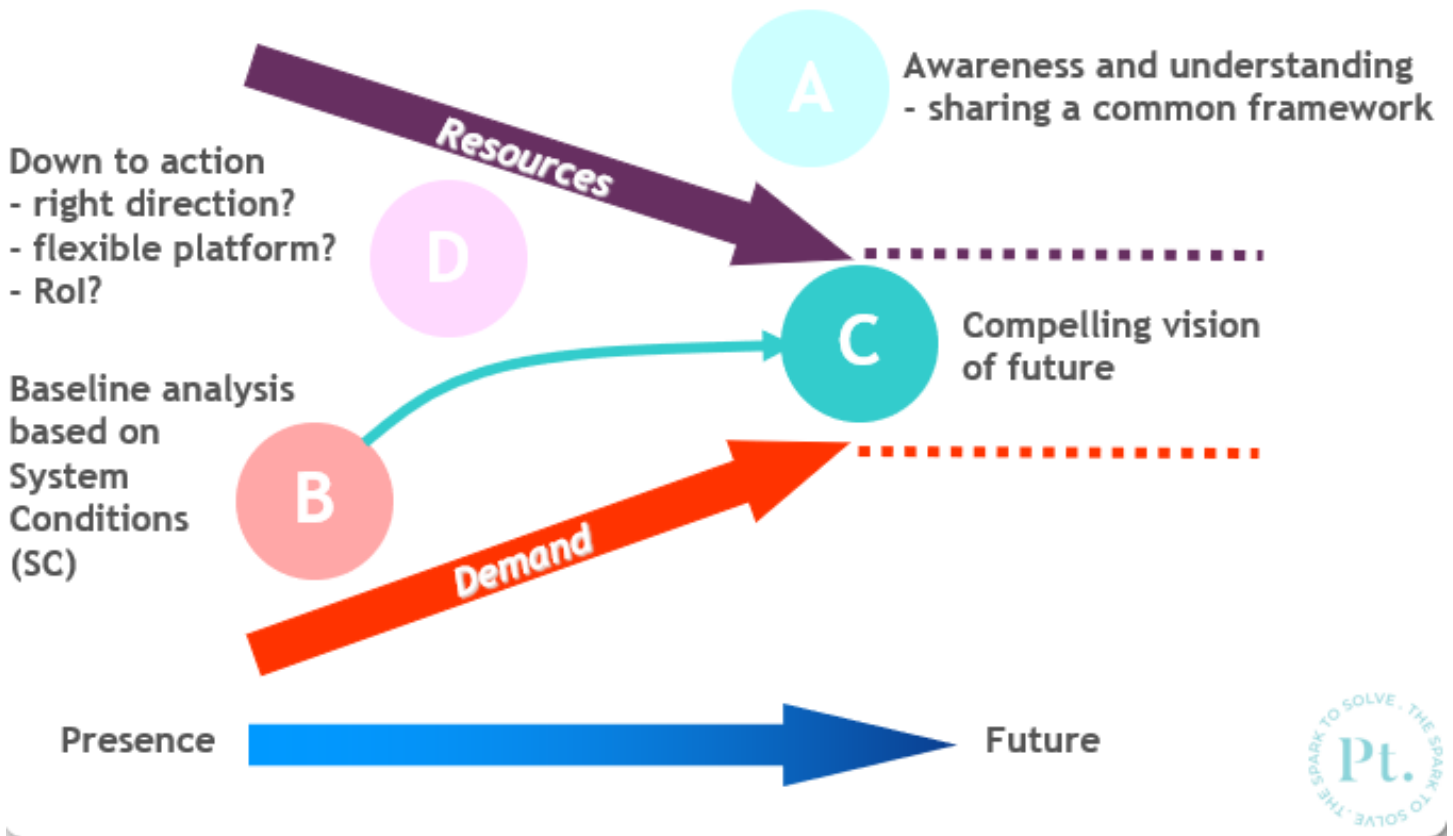 A
Awareness and understanding
- sharing a common framework
Resources
Down to action
- right direction?
- flexible platform?
- RoI?
D
C
Compelling vision
of future
Baseline analysis
based on
System
Conditions
(SC)
B
Demand
Presence
Future
THE SPARK TO SOLVE . THE SPARK TO SOLVE .
Pt.